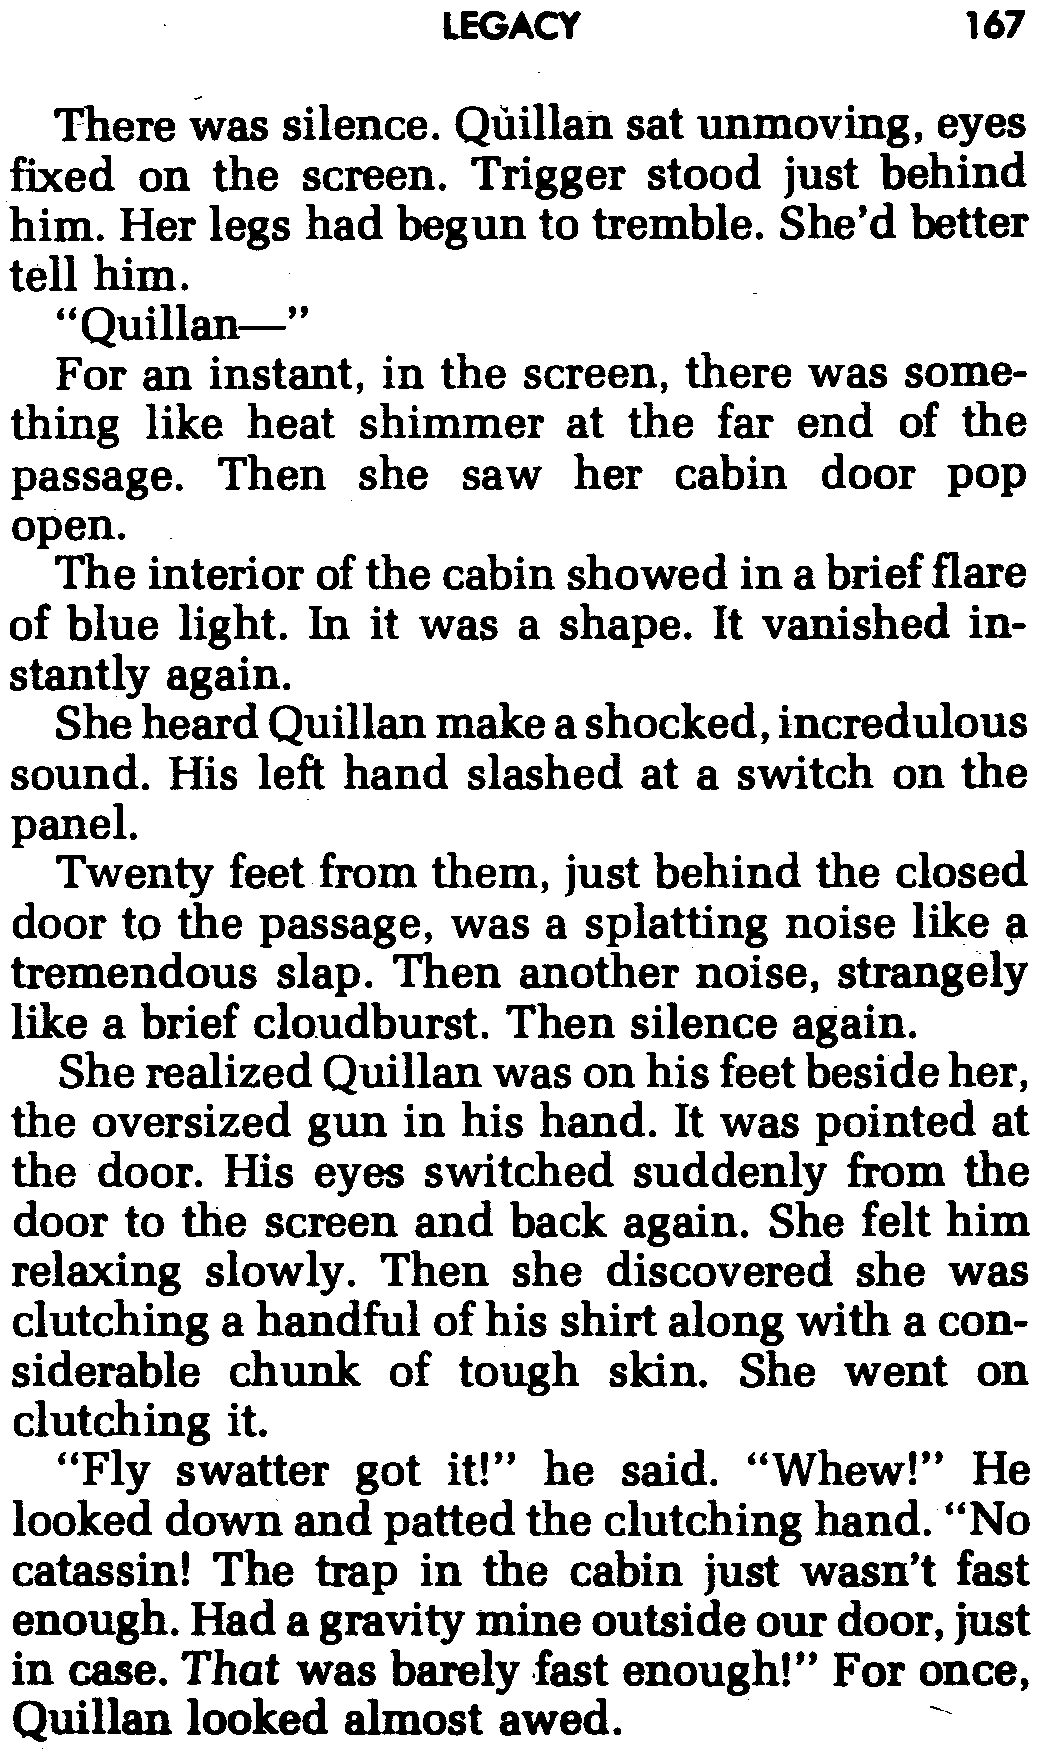 LEGACY 167
There was silence. Quillan sat unmoving, eyes
fixed on the screen. Trigger stood just behind
him. Her legs had begun to tremble. She'd better
tell him.
"Quillan—"
For an instant, in the screen, there was some-
thing like heat shimmer at the far end of the
passage. Then she saw her cabin door pop
open.
The interior of the cabin showed in a brief flare
of blue light. In it was a shape. It vanished in-
stantly again.
She heard Quillan make a shocked, incredulous
sound. His left hand slashed at a switch on the
panel.
Twenty feet from them, just behind the closed
door to the passage, was a splatting noise like a
tremendous slap. Then another noise, strangely
like a brief cloudburst. Then silence again.
She realized Quillan was on his feet beside her,
the oversized gun in his hand. It was pointed at
the door. His eyes switched suddenly from the
door to the screen and back again. She felt him
relaxing slowly. Then she discovered she was
clutching a handful of his shirt along with a con-
siderable chunk of tough skin. She went on
clutching it.
"Fly swatter got it!" he said. "Whew!" He
looked down and patted the clutching hand. "No
catassin! The trap in the cabin just wasn't fast
enough. Had a gravity mine outside our door, just
in case. That was barely fast enough!" For once,
Quillan looked almost awed.